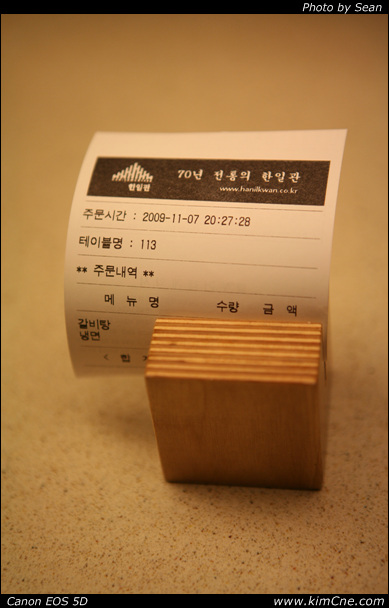 Photo by Sean
한일관
70년 전통의 한일관
www.hanilkwan.co.kr
주문시간 : 2009-11-07 20:27:28
테이블명 : 113
** 주문내역 **
메 뉴 명 수량 금 액
갈비탕
냉면
< 합
Canon EOS 5D
www.kimCne.com